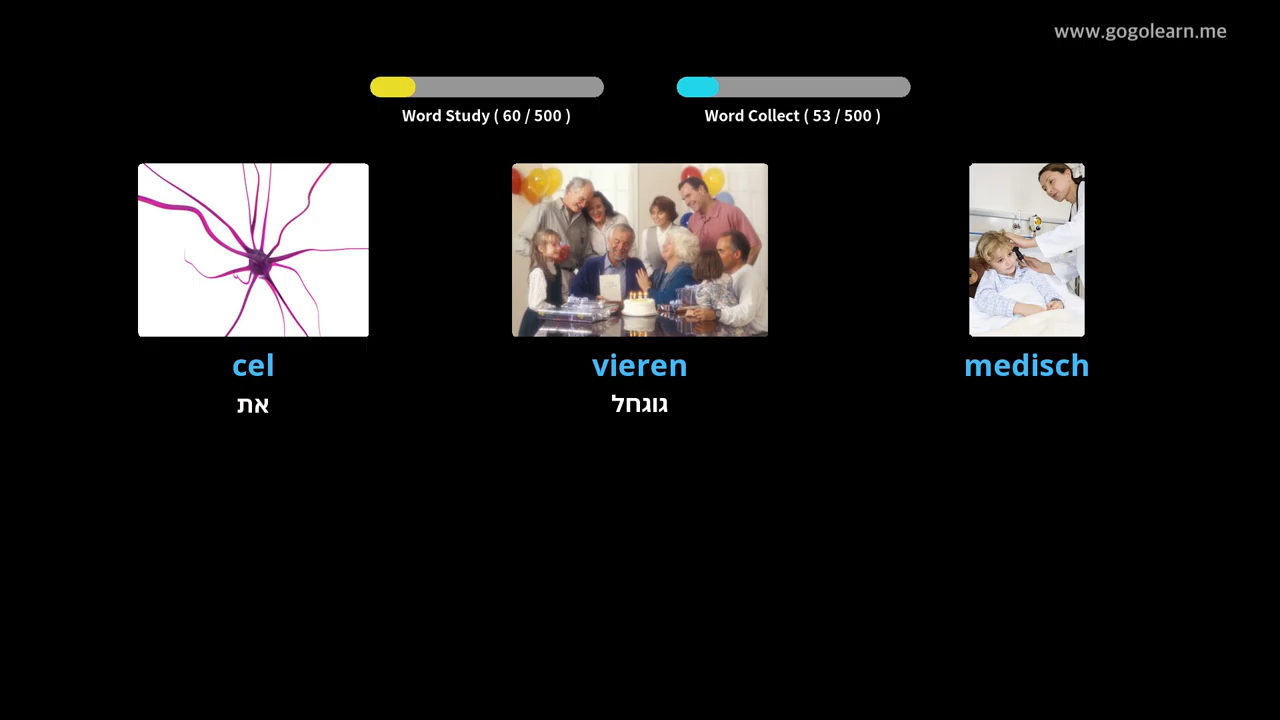 www.gogolearn.me
Word Study ( 60 / 500 )
Word Collect ( 53 / 500 )
cel
vieren
medisch
את
גוגחל